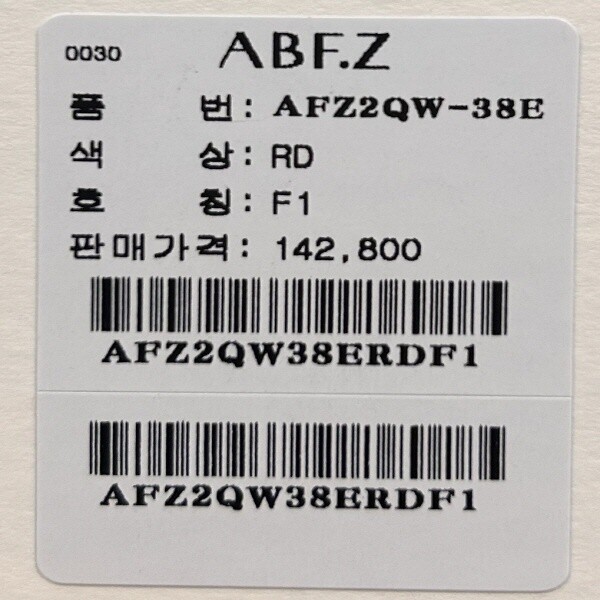 0030 ABF.Z
품 번: AFZ2QW-38E
색 상: RD
호 칭: F1
판매가격: 142,800
AFZ2QW38ERDF1
AFZ2QW38ERDF1